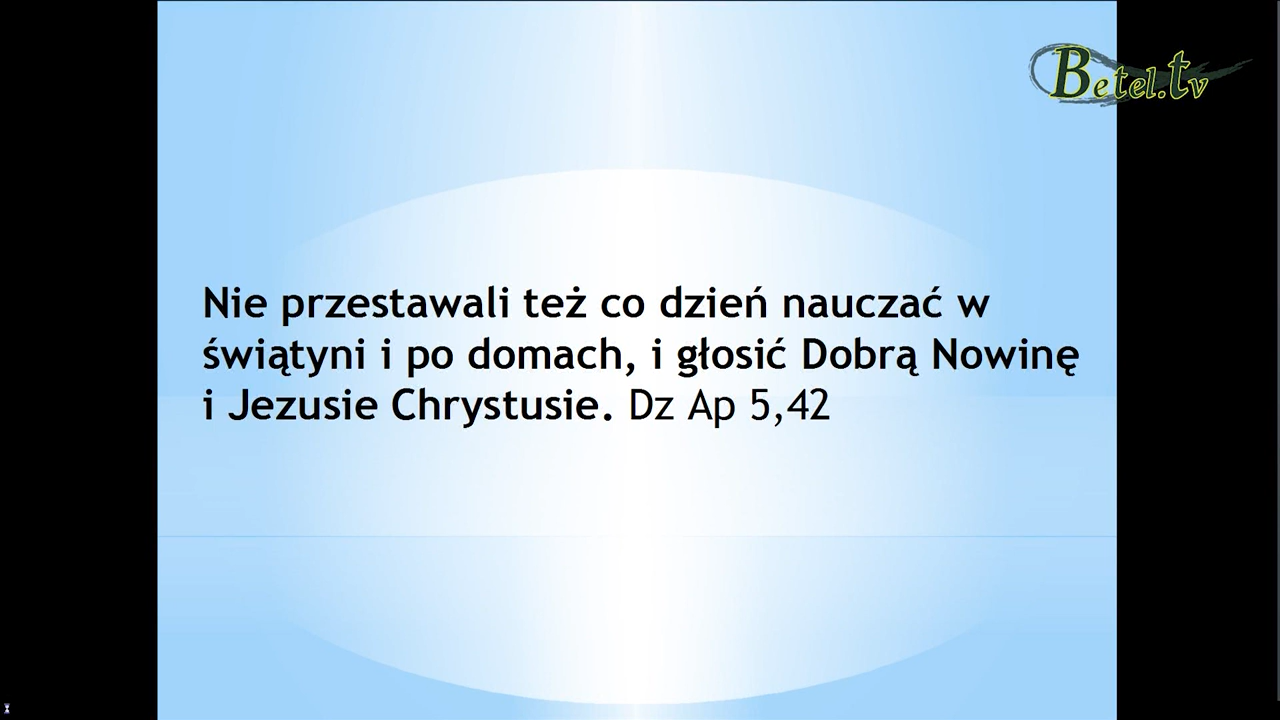 Betel.tv
Nie przestawali też co dzień nauczać w
świątyni i po domach, i głosić Dobrą Nowinę
i Jezusie Chrystusie. Dz Ap 5,42